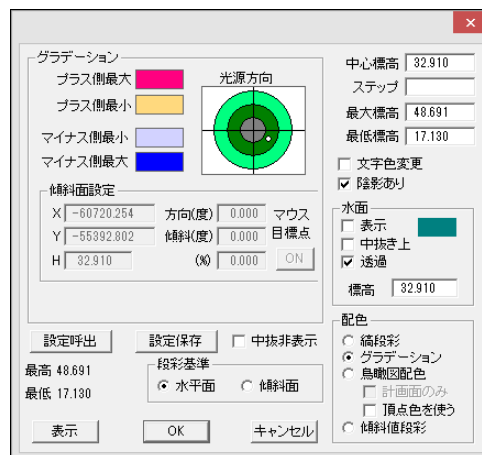 グラデーション
プラス側最大
プラス側最小
マイナス側最小
マイナス側最大
光源方向
傾斜面設定
X -60720.254 方向(度) 0.000 マウス
Y -55392.802 傾斜(度) 0.000 目標点
H 32.910 (%) 0.000 ON
設定呼出 設定保存 中抜非表示
最高 48.691
最低 17.130
段彩基準
水平面 傾斜面
表示 OK キャンセル
中心標高 32.910
ステップ
最大標高 48.691
最低標高 17.130
文字色変更
陰影あり
水面
表示
中抜き上
透過
標高 32.910
配色
縞段彩
グラデーション
鳥瞰図配色
計画面のみ
頂点色を使う
傾斜値段彩